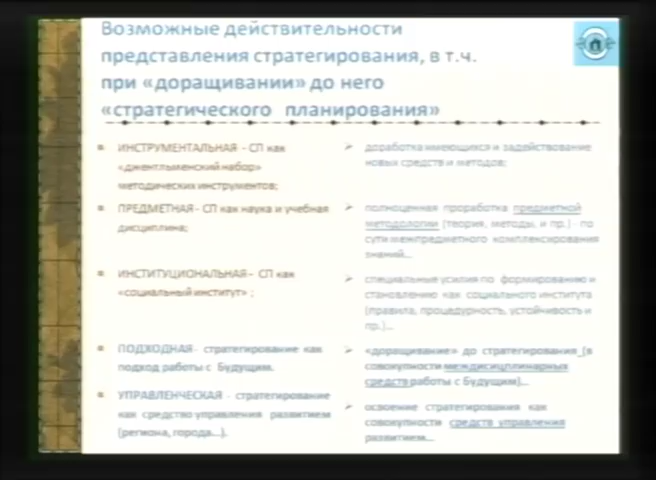 Возможные действительности
представления стратегирования, в т.ч.
при «доращивании» до него
«стратегического планирования»
ИНСТРУМЕНТАЛЬНАЯ - СП как
«джентльменский набор»
методических инструментов;
ПРЕДМЕТНАЯ - СП как наука и учебная
дисциплина;
ИНСТИТУЦИОНАЛЬНАЯ - СП как
«социальный институт» ;
ПОДХОДНАЯ - стратегирование как
подход работы с Будущим.
УПРАВЛЕНЧЕСКАЯ - стратегирование
как средство управления развитием
(региона, города...).
доработка имеющихся и задействование
новых средств и методов;
полноценная проработка предметной
методологии (теория, методы, и пр.) - по
сути межпредметного комплексирования
знаний...
специальные усилия по формированию и
становлению как социального института
(правила, процедурность, устойчивость и
пр.)...
«доращивание» до стратегирования (в
совокупности междисциплинарных
средств работы с Будущим)...
освоение стратегирования как
совокупности средств управления
развитием...